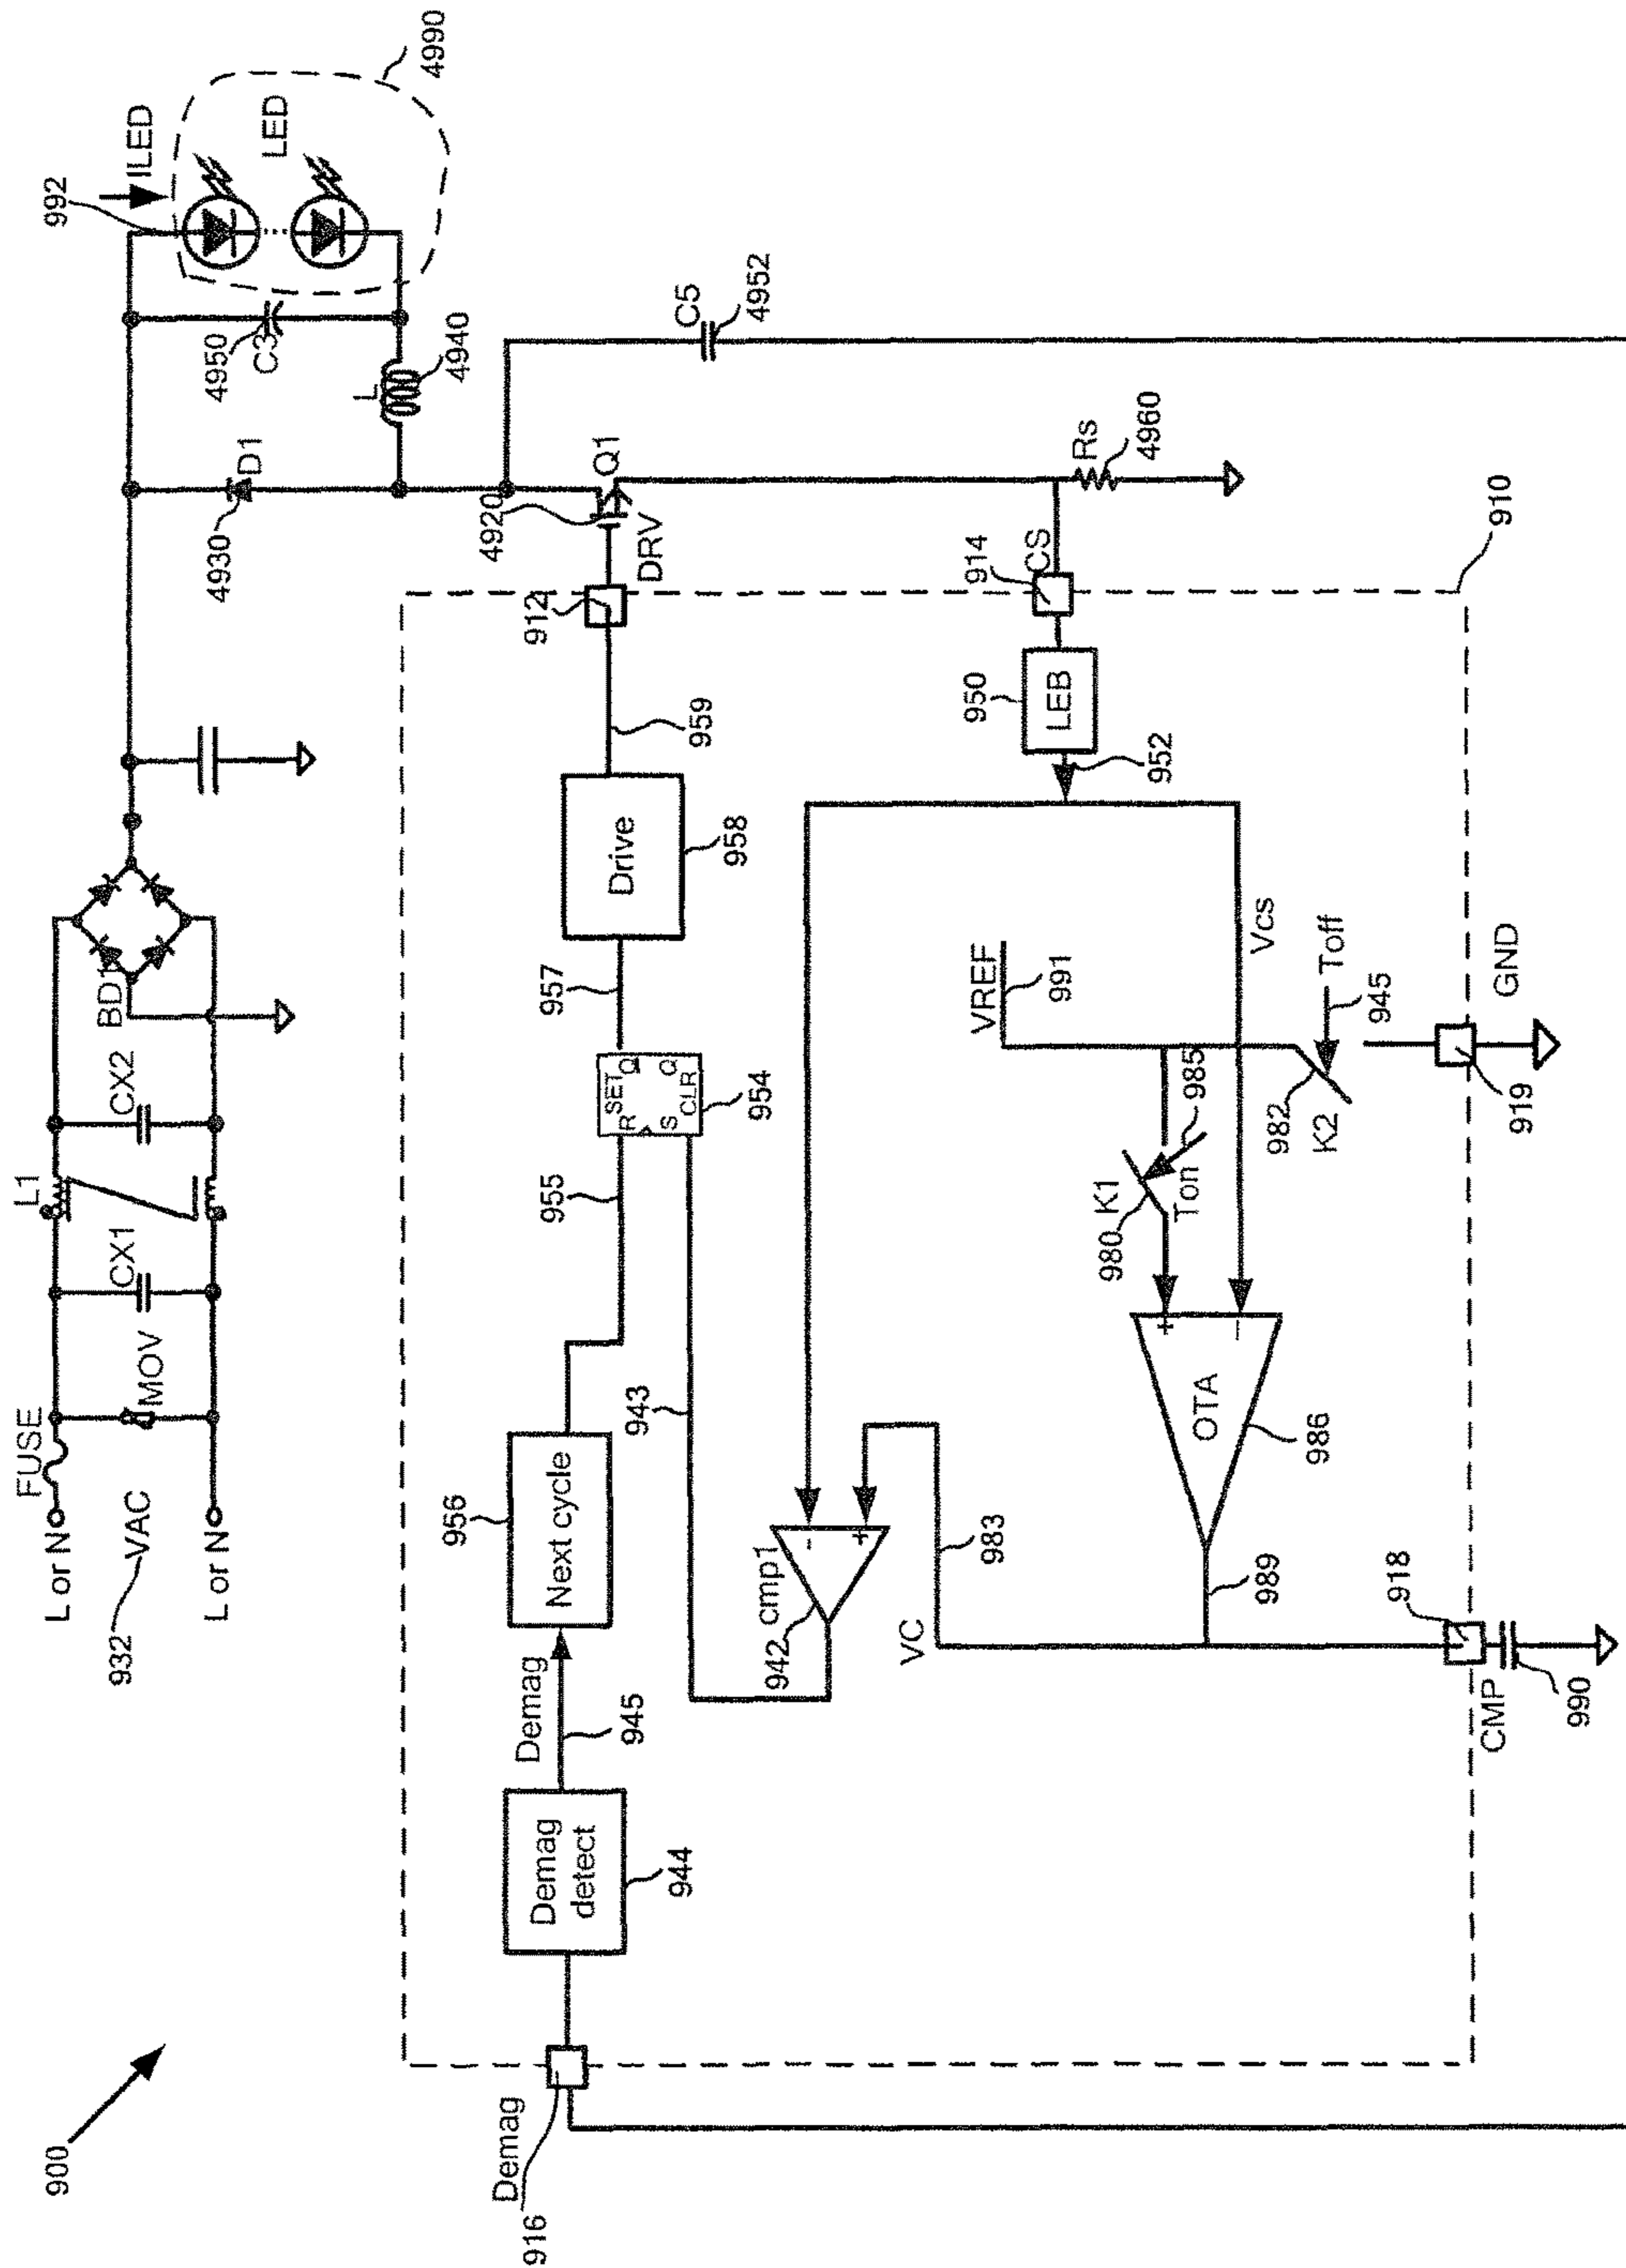 900
L or N
FUSE
932
VAC
L or N
MOV
CX1
L1
CX2
BD1
4930
D1
4950
C3
992
ILED
LED
4990
L
4940
C5
4952
4920
Q1
DRV
912
Demag
916
Demag
detect
944
Demag
945
956
Next cycle
955
R
SET
Q
S
CLR
Q
954
957
Drive
958
959
943
cmp1
942
-
+
VC
983
950
LEB
952
914
CS
Rs
4960
910
VREF
991
Vcs
K1
980
Ton
985
982
K2
Toff
945
+
-
OTA
986
989
918
CMP
990
919
GND